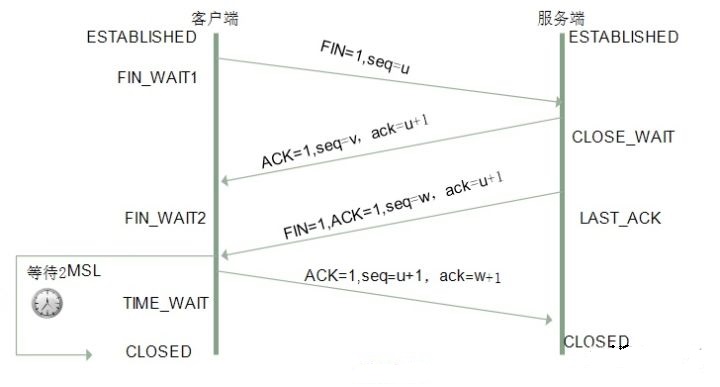 客户端
服务端
ESTABLISHED
ESTABLISHED
FIN=1,seq=u
FIN_WAIT1
ACK=1,seq=v，ack=u+1
CLOSE_WAIT
FIN=1,ACK=1,seq=w，ack=u+1
FIN_WAIT2
LAST_ACK
等待2MSL
ACK=1,seq=u+1，ack=w+1
TIME_WAIT
CLOSED
CLOSED